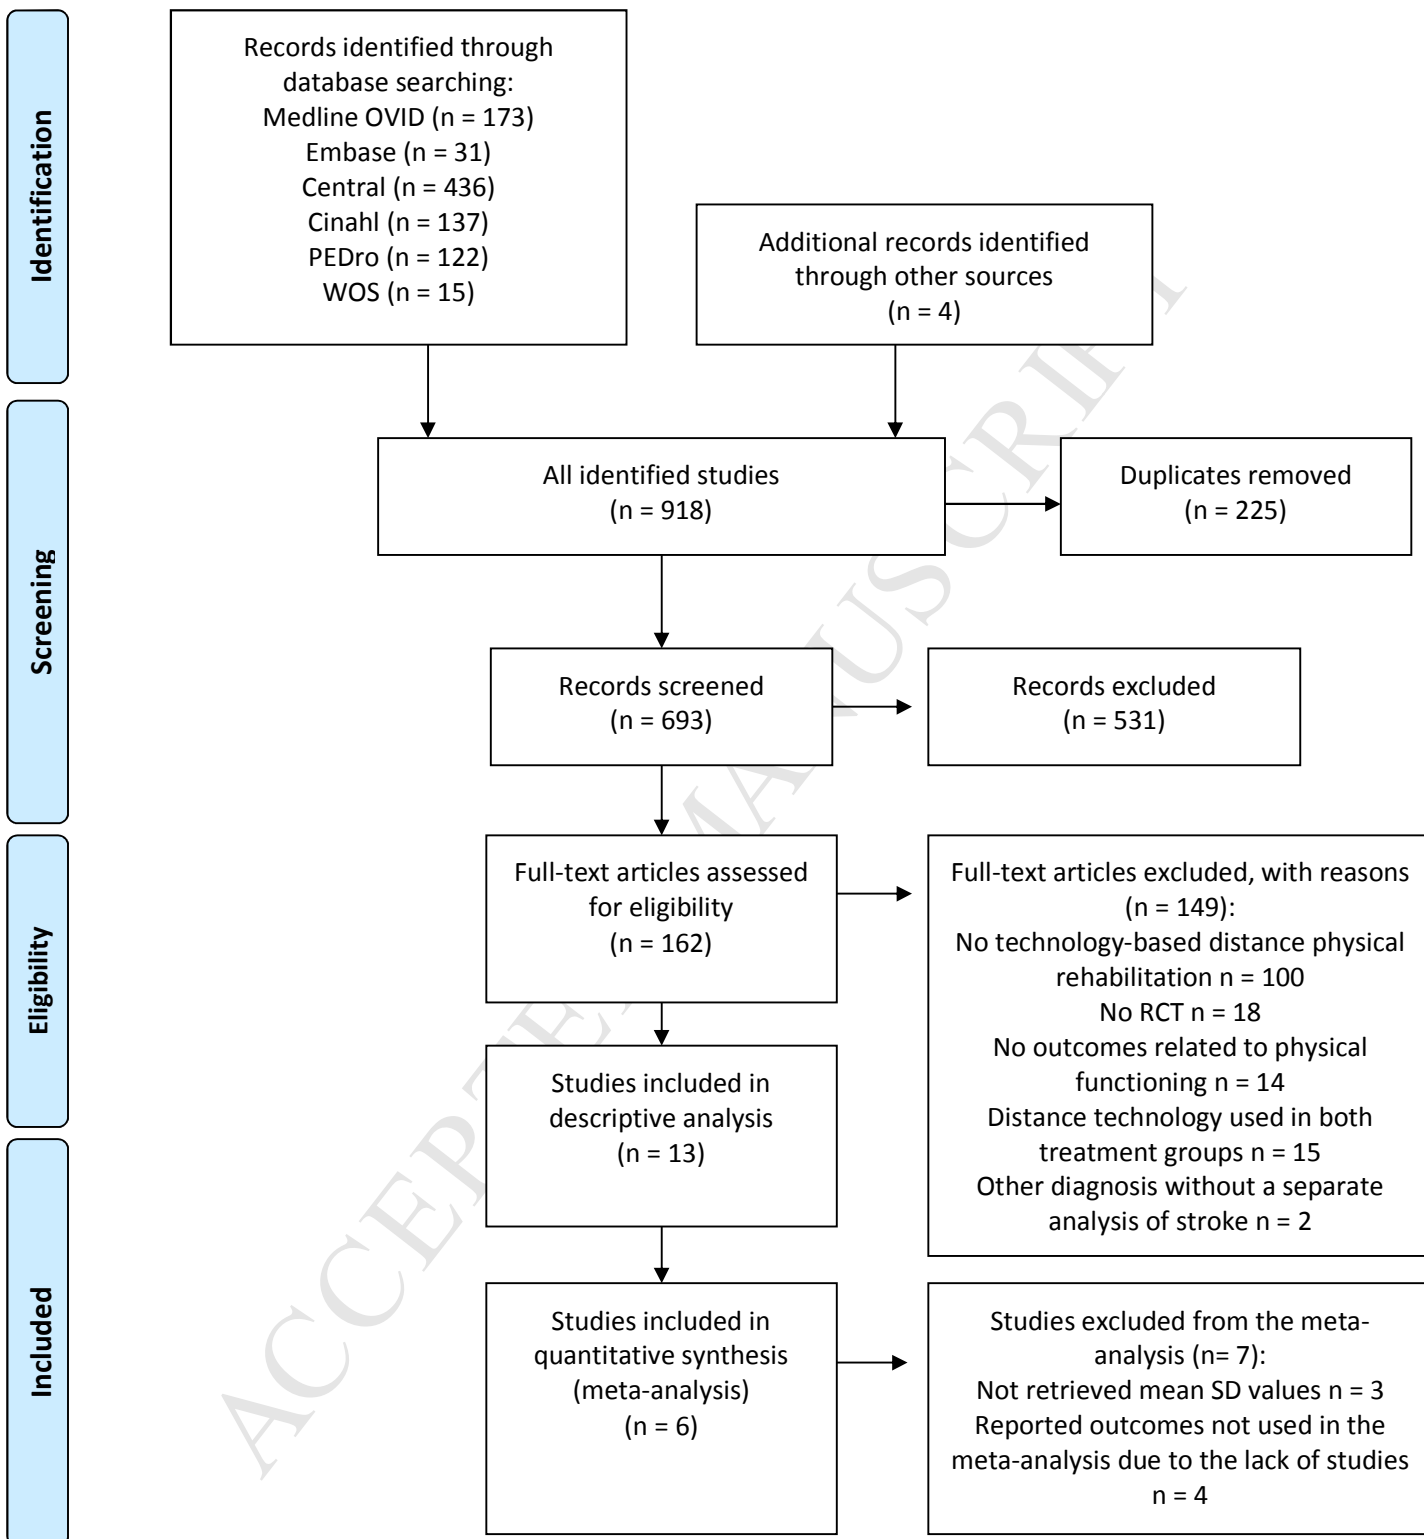 Identification
Records identified through
database searching:
Medline OVID (n = 173)
Embase (n = 31)
Central (n = 436)
Cinahl (n = 137)
PEDro (n = 122)
WOS (n = 15)
Additional records identified
through other sources
(n = 4)
Screening
All identified studies
(n = 918)
Duplicates removed
(n = 225)
Records screened
(n = 693)
Records excluded
(n = 531)
Eligibility
Full-text articles assessed
for eligibility
(n = 162)
Full-text articles excluded, with reasons
(n = 149):
No technology-based distance physical
rehabilitation n = 100
No RCT n = 18
No outcomes related to physical
functioning n = 14
Distance technology used in both
treatment groups n = 15
Other diagnosis without a separate
analysis of stroke n = 2
Studies included in
descriptive analysis
(n = 13)
Included
Studies included in
quantitative synthesis
(meta-analysis)
(n = 6)
Studies excluded from the meta-
analysis (n= 7):
Not retrieved mean SD values n = 3
Reported outcomes not used in the
meta-analysis due to the lack of studies
n = 4
ACCEPTED MANUSCRIPT